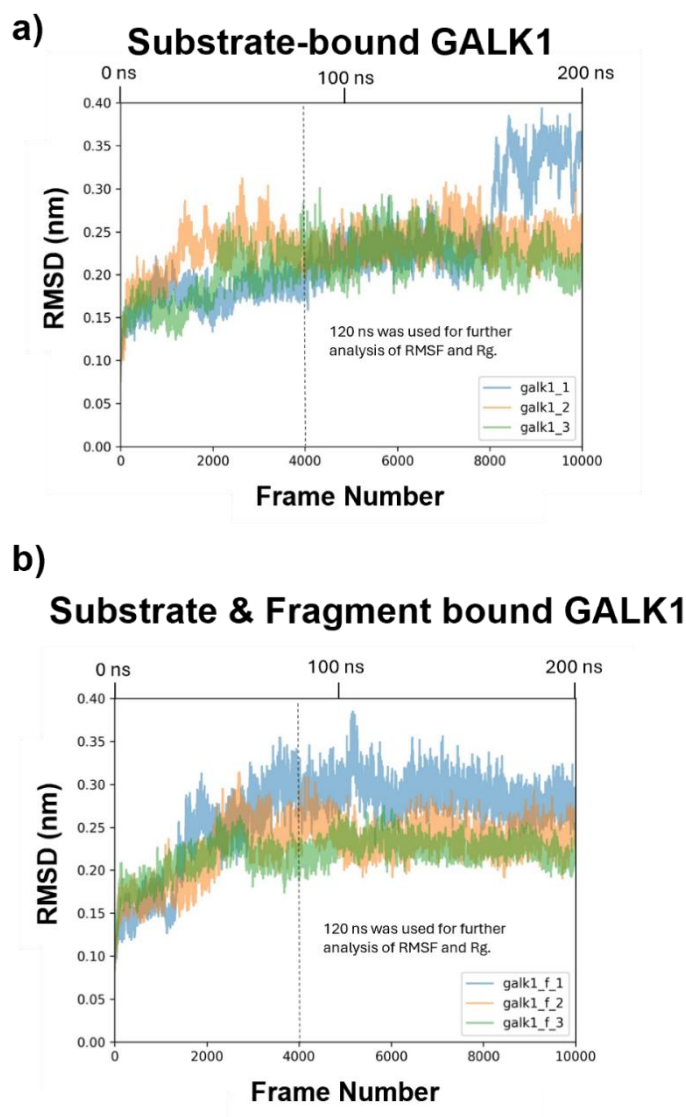 a)
Substrate-bound GALK1
0 ns 100 ns 200 ns
0.40
0.35
0.30
0.25
0.20
0.15
0.10
0.05
0.00
RMSD (nm)
120 ns was used for further
analysis of RMSF and Rg.
galk1_1
galk1_2
galk1_3
0 2000 4000 6000 8000 10000
Frame Number
b)
Substrate & Fragment bound GALK1
0 ns 100 ns 200 ns
0.40
0.35
0.30
0.25
0.20
0.15
0.10
0.05
0.00
RMSD (nm)
120 ns was used for further
analysis of RMSF and Rg.
galk1_f_1
galk1_f_2
galk1_f_3
0 2000 4000 6000 8000 10000
Frame Number